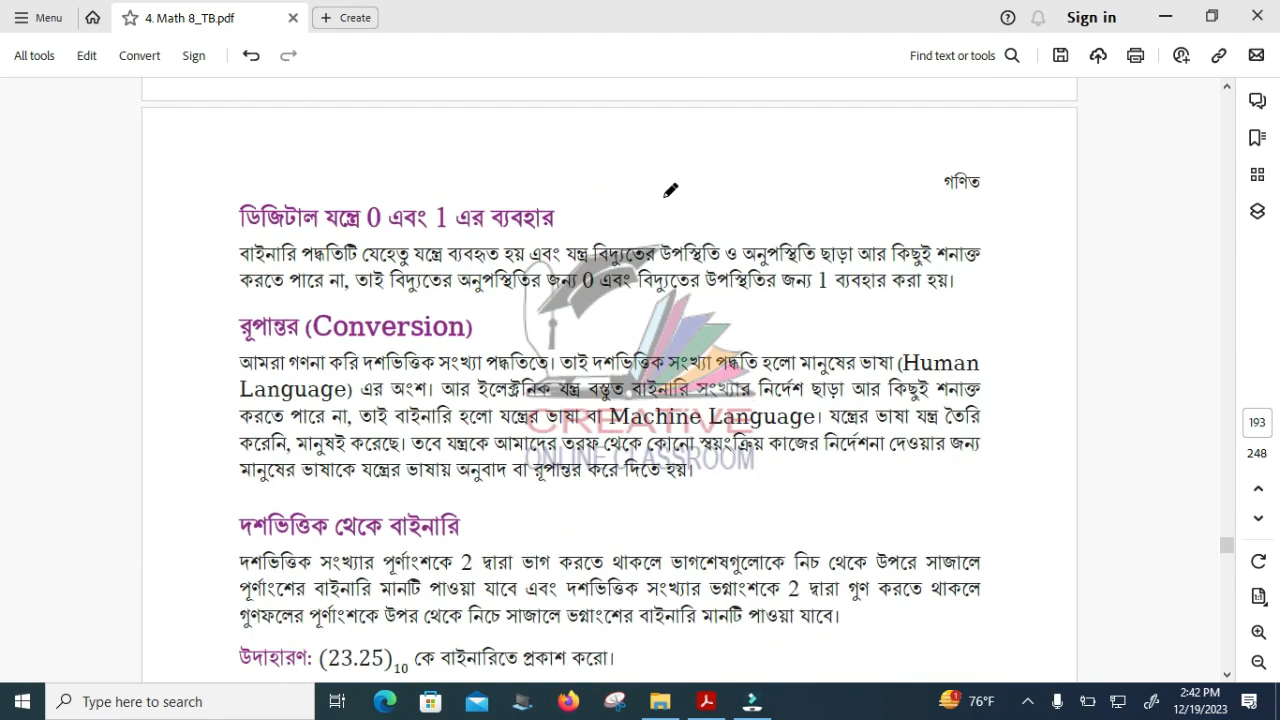 Menu
4. Math 8_TB.pdf
Create
Sign in
All tools Edit Convert Sign
Find text or tools
গণিত
ডিজিটাল যন্ত্রে 0 এবং 1 এর ব্যবহার
বাইনারি পদ্ধতিটি যেহেতু যন্ত্রে ব্যবহৃত হয় এবং যন্ত্র বিদ্যুতের উপস্থিতি ও অনুপস্থিতি ছাড়া আর কিছুই শনাক্ত
করতে পারে না, তাই বিদ্যুতের অনুপস্থিতির জন্য 0 এবং বিদ্যুতের উপস্থিতির জন্য 1 ব্যবহার করা হয়।
রূপান্তর (Conversion)
আমরা গণনা করি দশভিত্তিক সংখ্যা পদ্ধতিতে। তাই দশভিত্তিক সংখ্যা পদ্ধতি হলো মানুষের ভাষা (Human
Language) এর অংশ। আর ইলেক্ট্রনিক যন্ত্র বস্তুত বাইনারি সংখ্যার নির্দেশ ছাড়া আর কিছুই শনাক্ত
করতে পারে না, তাই বাইনারি হলো যন্ত্রের ভাষা বা Machine Language। যন্ত্রের ভাষা যন্ত্র তৈরি
করেনি, মানুষই করেছে। তবে যন্ত্রকে আমাদের তরফ থেকে কোনো স্বয়ংক্রিয় কাজের নির্দেশনা দেওয়ার জন্য
মানুষের ভাষাকে যন্ত্রের ভাষায় অনুবাদ বা রূপান্তর করে দিতে হয়।
CREATIVE
ONLINE CLASSROOM
দশভিত্তিক থেকে বাইনারি
দশভিত্তিক সংখ্যার পূর্ণাংশকে 2 দ্বারা ভাগ করতে থাকলে ভাগশেষগুলোকে নিচ থেকে উপরে সাজালে
পূর্ণাংশের বাইনারি মানটি পাওয়া যাবে এবং দশভিত্তিক সংখ্যার ভগ্নাংশকে 2 দ্বারা গুণ করতে থাকলে
গুণফলের পূর্ণাংশকে উপর থেকে নিচে সাজালে ভগ্নাংশের বাইনারি মানটি পাওয়া যাবে।
উদাহারণ: (23.25)₁₀ কে বাইনারিতে প্রকাশ করো।
193
248
Type here to search
76°F
2:42 PM
12/19/2023